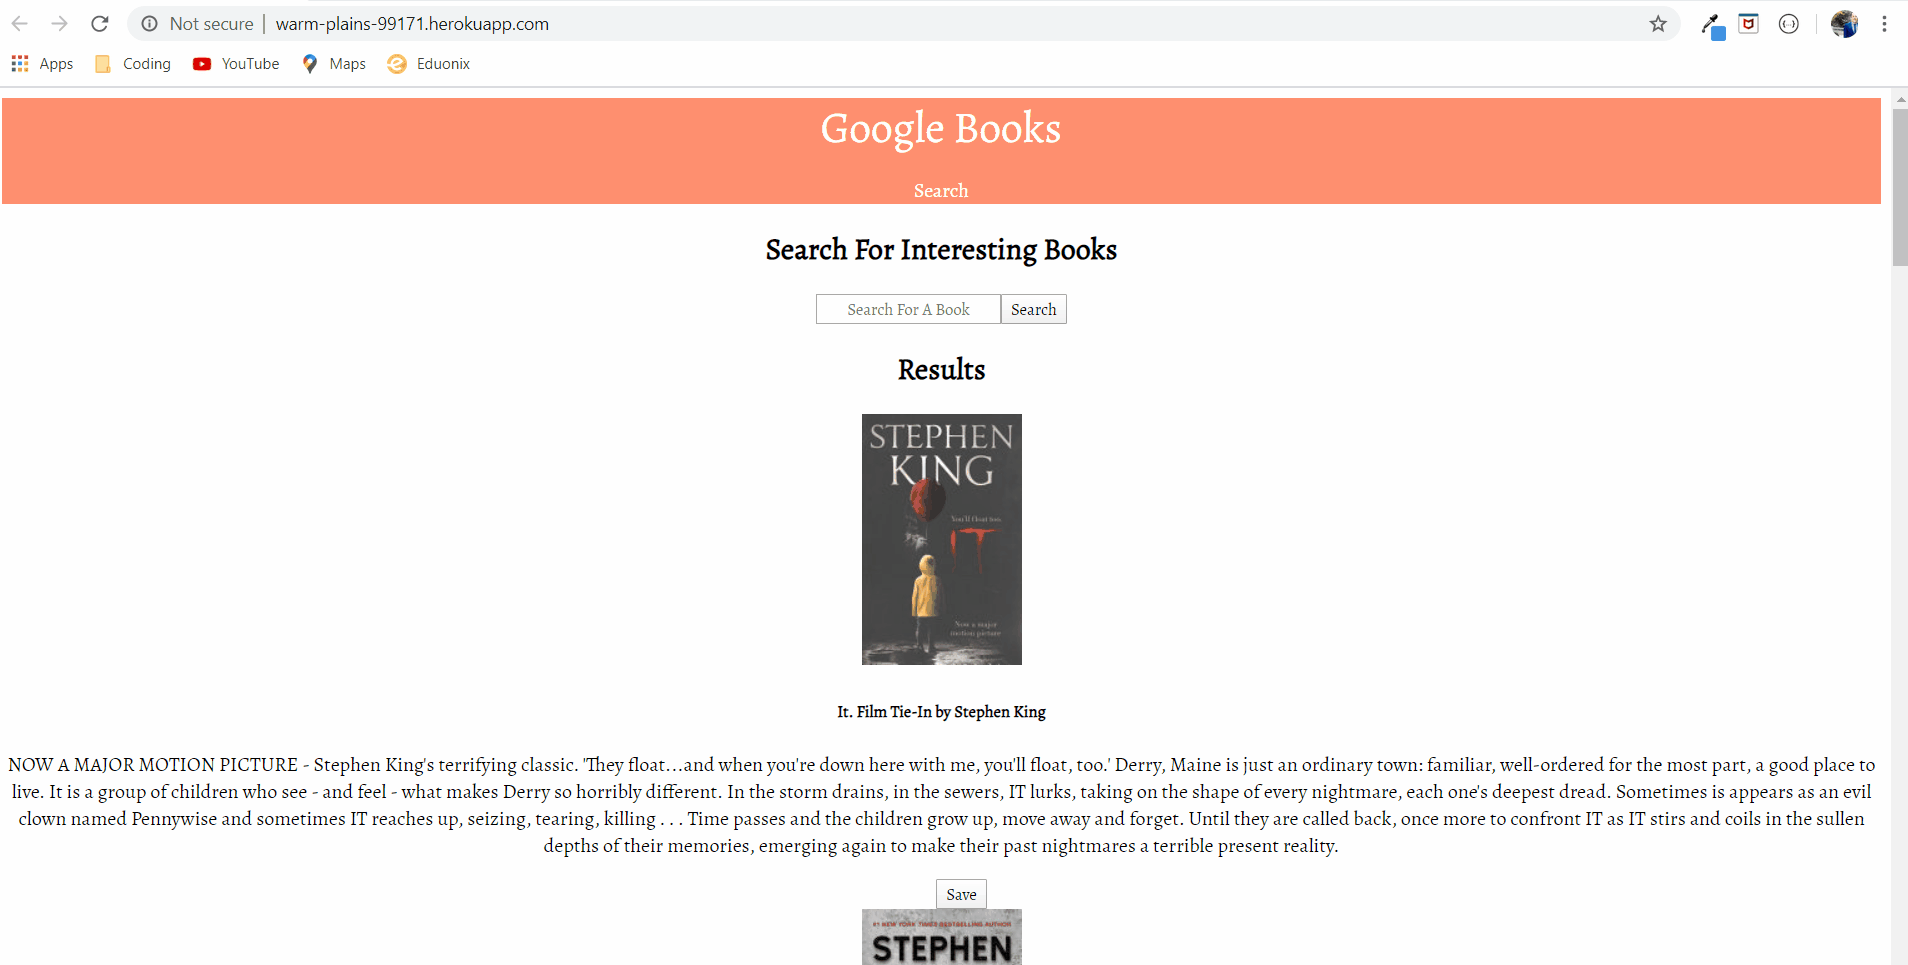 Not secure | warm-plains-99171.herokuapp.com
Apps Coding YouTube Maps Eduonix
Google Books
Search
Search For Interesting Books
Search For A Book Search
Results
STEPHEN
KING
You'll float too.
IT
Now a major
motion picture
It. Film Tie-In by Stephen King
NOW A MAJOR MOTION PICTURE - Stephen King's terrifying classic. 'They float...and when you're down here with me, you'll float, too.' Derry, Maine is just an ordinary town: familiar, well-ordered for the most part, a good place to
live. It is a group of children who see - and feel - what makes Derry so horribly different. In the storm drains, in the sewers, IT lurks, taking on the shape of every nightmare, each one's deepest dread. Sometimes is appears as an evil
clown named Pennywise and sometimes IT reaches up, seizing, tearing, killing . . . Time passes and the children grow up, move away and forget. Until they are called back, once more to confront IT as IT stirs and coils in the sullen
depths of their memories, emerging again to make their past nightmares a terrible present reality.
Save
#1 NEW YORK TIMES BESTSELLING AUTHOR
STEPHEN